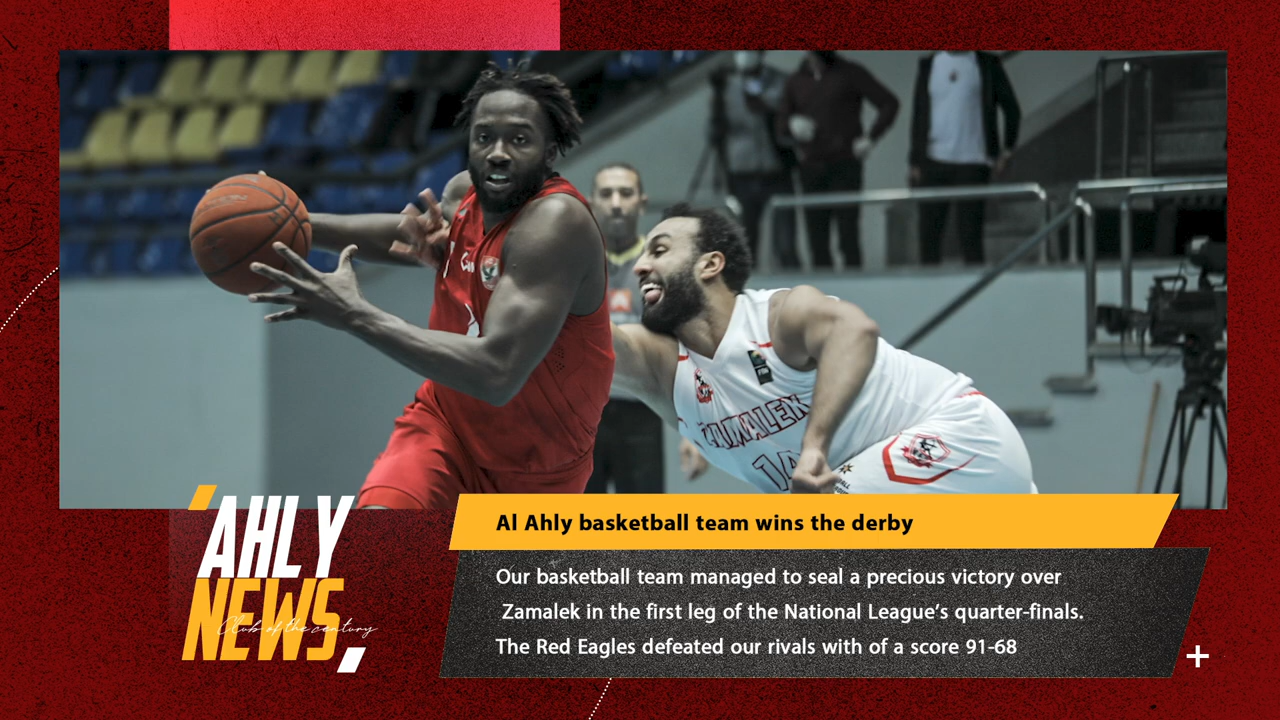 ZAMALEK
'AHLY
NEWS,
Club of the century
Al Ahly basketball team wins the derby
Our basketball team managed to seal a precious victory over
Zamalek in the first leg of the National League's quarter-finals.
The Red Eagles defeated our rivals with of a score 91-68